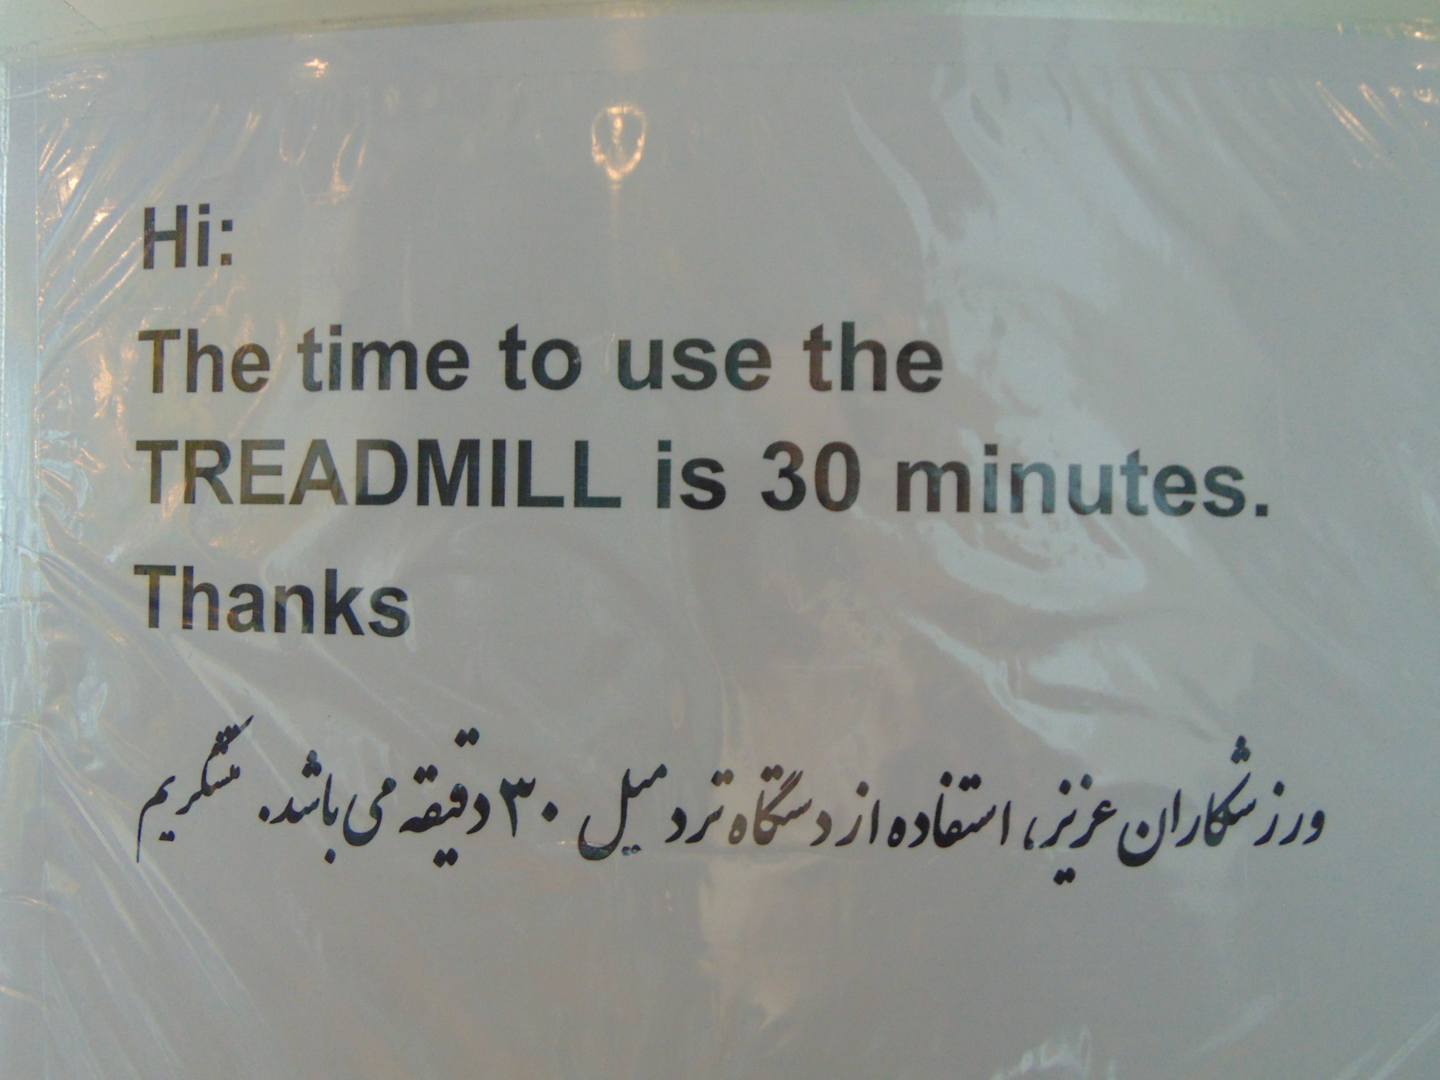 Hi:
The time to use the
TREADMILL is 30 minutes.
Thanks
ورزشکاران عزیز، استفاده از دستگاه تردمیل ۳۰ دقیقه می باشد. متشکریم